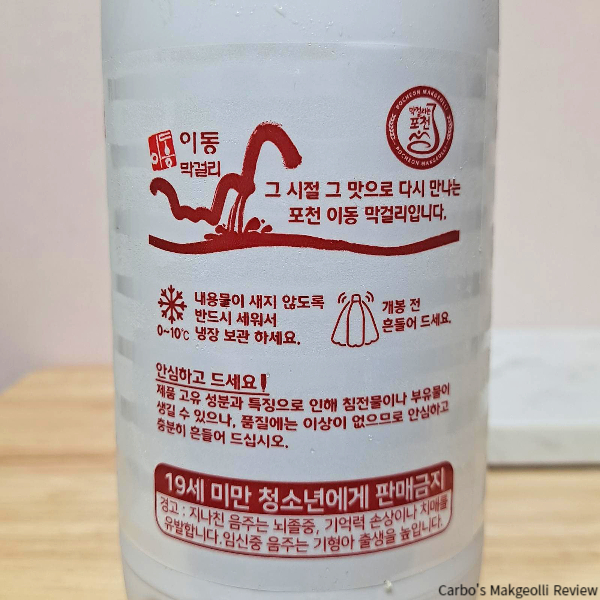 이동
이동
막걸리
POCHEON MAKGEOLLI
막걸리는
포천
POCHEON MAKGEOLLI
그 시절 그 맛으로 다시 만나는
포천 이동 막걸리입니다.
내용물이 새지 않도록
반드시 세워서
0~10℃ 냉장 보관 하세요.
개봉 전
흔들어 드세요.
안심하고 드세요!
제품 고유 성분과 특징으로 인해 침전물이나 부유물이
생길 수 있으나, 품질에는 이상이 없으므로 안심하고
충분히 흔들어 드십시오.
19세 미만 청소년에게 판매금지
경고 : 지나친 음주는 뇌졸중, 기억력 손상이나 치매를
유발합니다.임신중 음주는 기형아 출생을 높입니다.
Carbo's Makgeolli Review